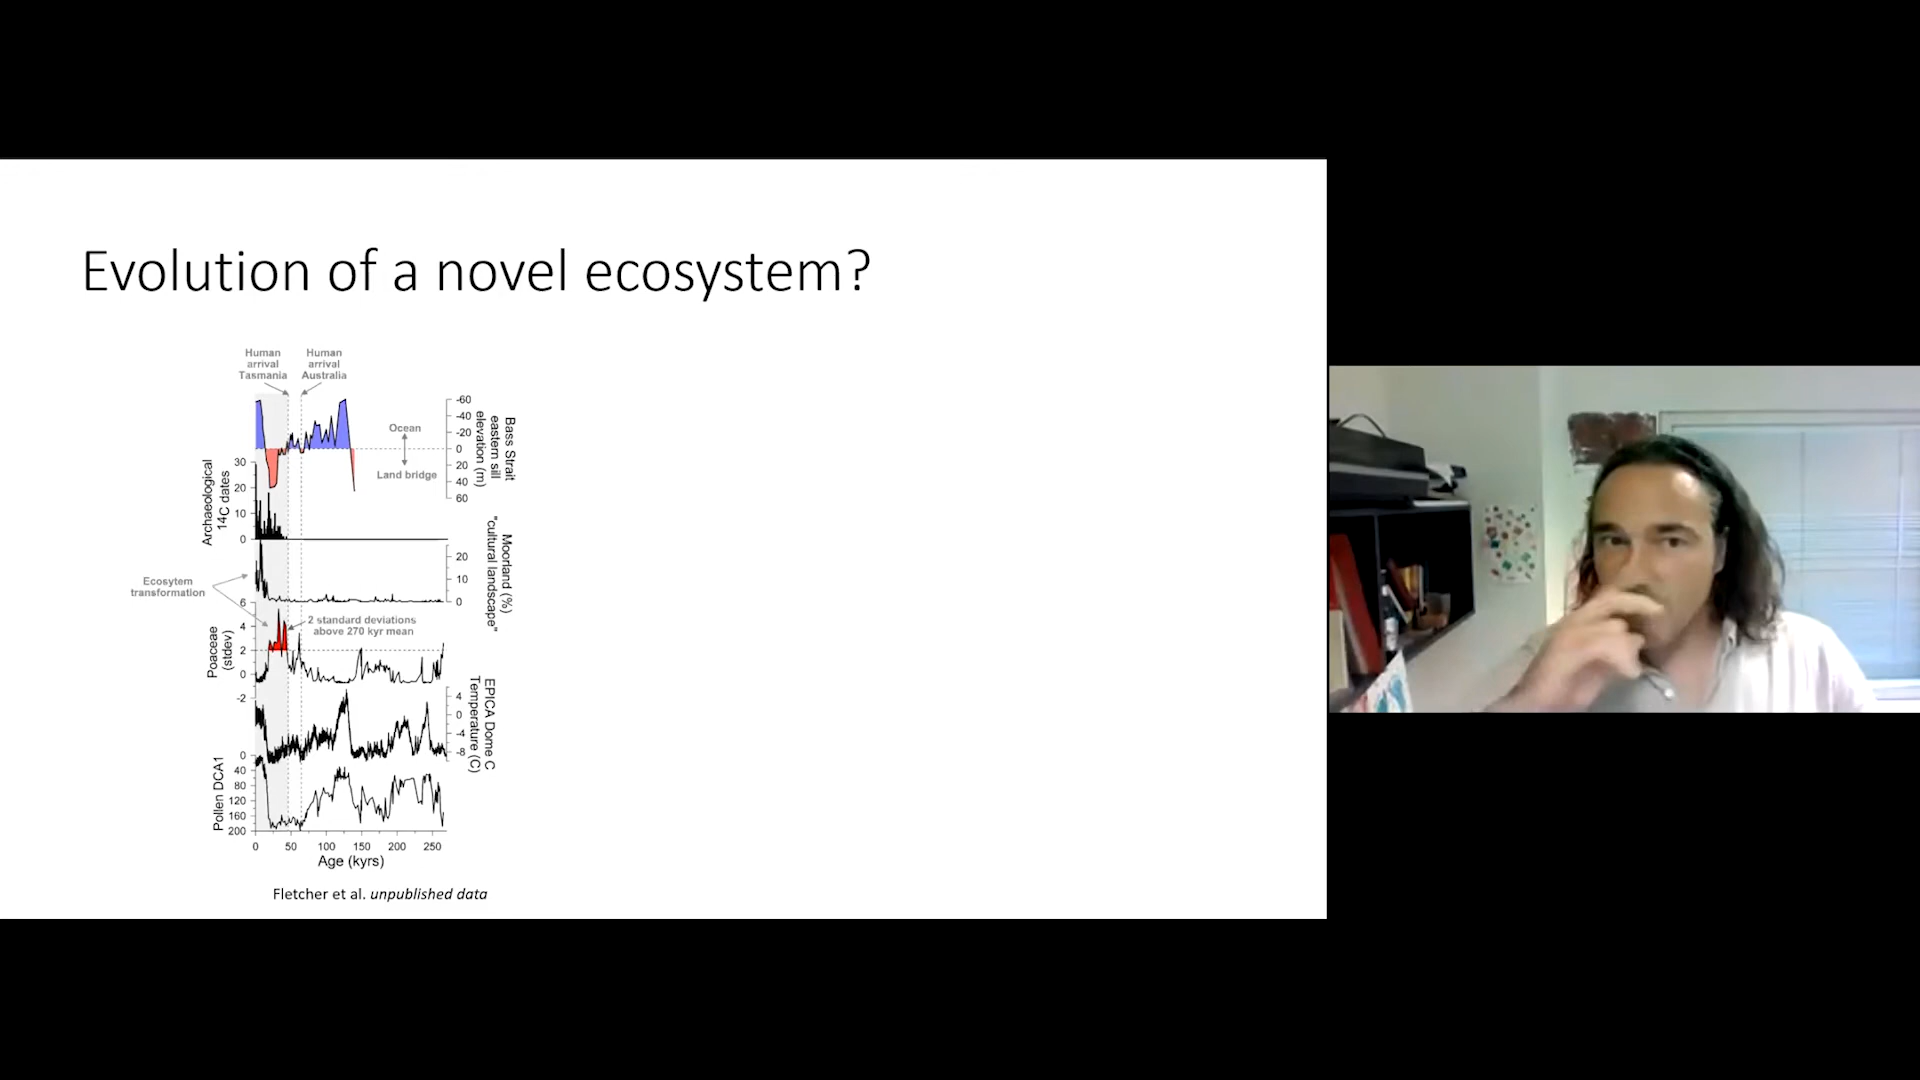 Evolution of a novel ecosystem?
Human
arrival
Tasmania
Human
arrival
Australia
-60
-40
-20
0
20
40
60
Bass Strait
eastern sill
elevation (m)
Ocean
Land bridge
30
20
10
0
Archaeological
14C dates
20
10
0
Moorland (%)
"cultural landscape"
Ecosytem
transformation
6
4
2
0
-2
Poaceae
(stdev)
2 standard deviations
above 270 kyr mean
4
0
-4
-8
EPICA Dome C
Temperature (C)
0
40
80
120
160
200
Pollen DCA1
0 50 100 150 200 250
Age (kyrs)
Fletcher et al. unpublished data